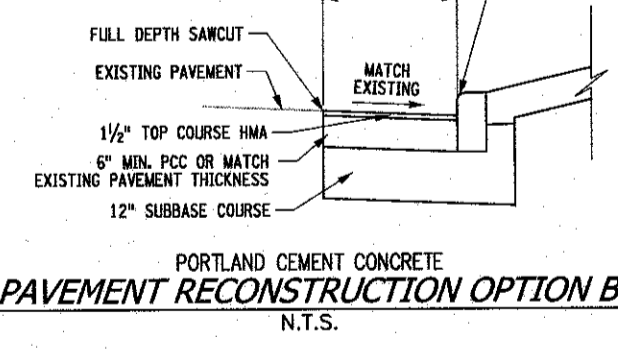 FULL DEPTH SAWCUT
EXISTING PAVEMENT
MATCH
EXISTING
1½" TOP COURSE HMA
6" MIN. PCC OR MATCH
EXISTING PAVEMENT THICKNESS
12" SUBBASE COURSE
PORTLAND CEMENT CONCRETE
PAVEMENT RECONSTRUCTION OPTION B
N.T.S.